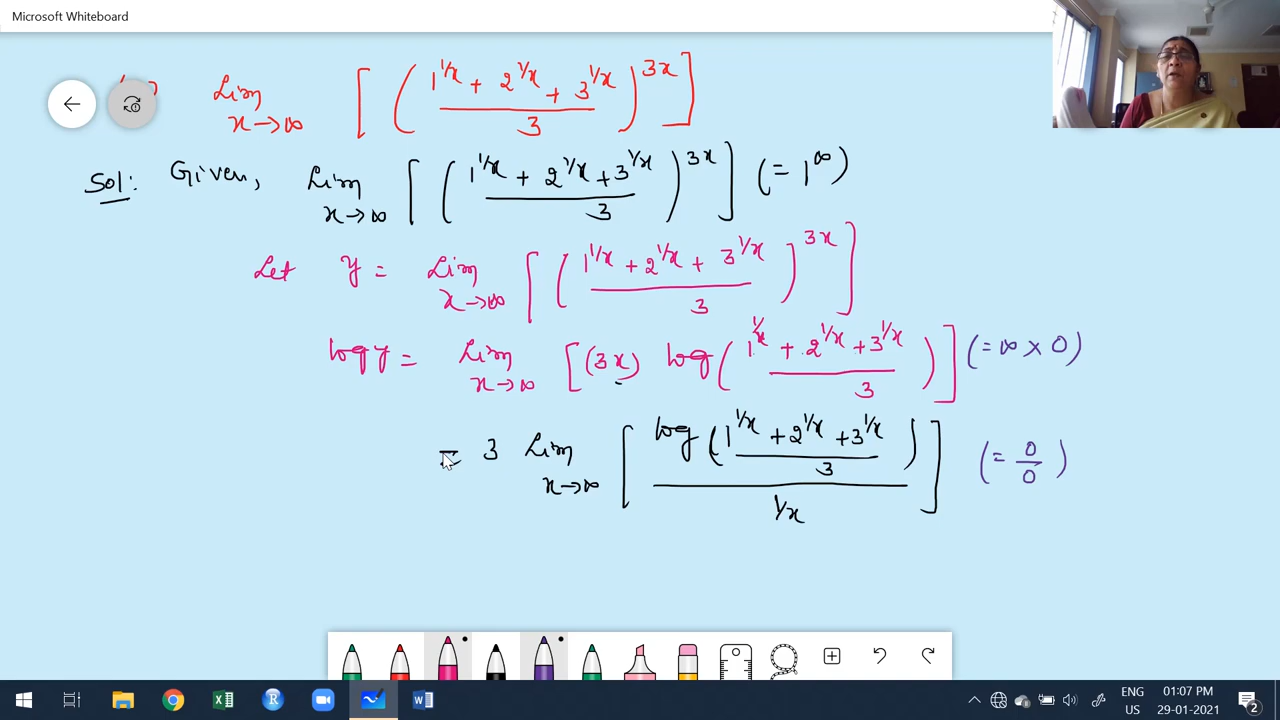 Microsoft Whiteboard
Lim x→∞ [ ( (1^{1/x} + 2^{1/x} + 3^{1/x}) / 3 )^{3x} ]
Sol: Given, Lim x→∞ [ ( (1^{1/x} + 2^{1/x} + 3^{1/x}) / 3 )^{3x} ] (= 1^∞)
Let y = Lim x→∞ [ ( (1^{1/x} + 2^{1/x} + 3^{1/x}) / 3 )^{3x} ]
log y = Lim x→∞ [ (3x) log ( (1^{1/x} + 2^{1/x} + 3^{1/x}) / 3 ) ] (= ∞ × 0)
= 3 Lim x→∞ [ log ( (1^{1/x} + 2^{1/x} + 3^{1/x}) / 3 ) / (1/x) ] (= 0/0)
ENG 01:07 PM
US 29-01-2021 2